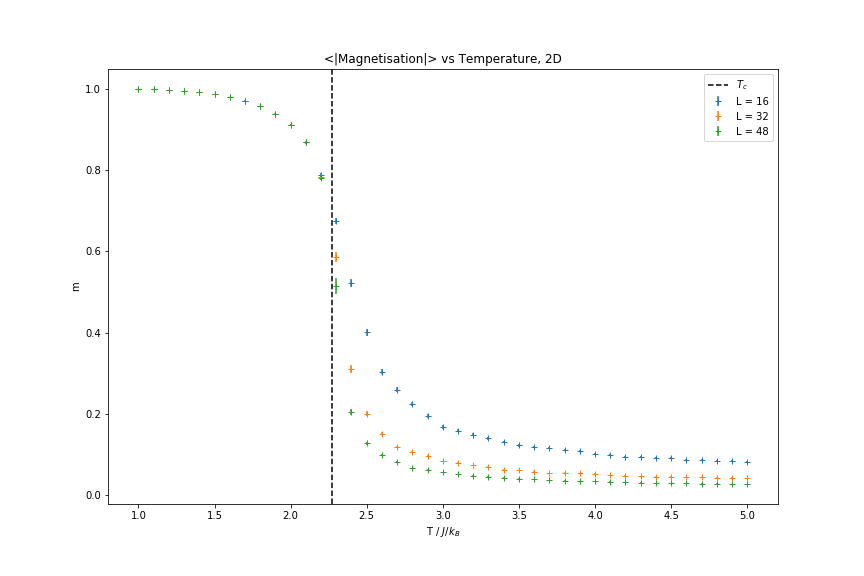 <|Magnetisation|> vs Temperature, 2D
T_c
L = 16
L = 32
L = 48
m
1.0
0.8
0.6
0.4
0.2
0.0
1.0 1.5 2.0 2.5 3.0 3.5 4.0 4.5 5.0
T / J/k_B